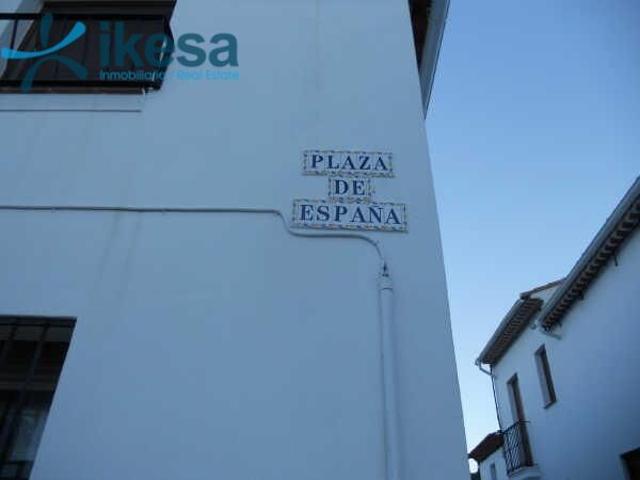 ikesa
Inmobiliaria / Real Estate
PLAZA
DE
ESPAÑA